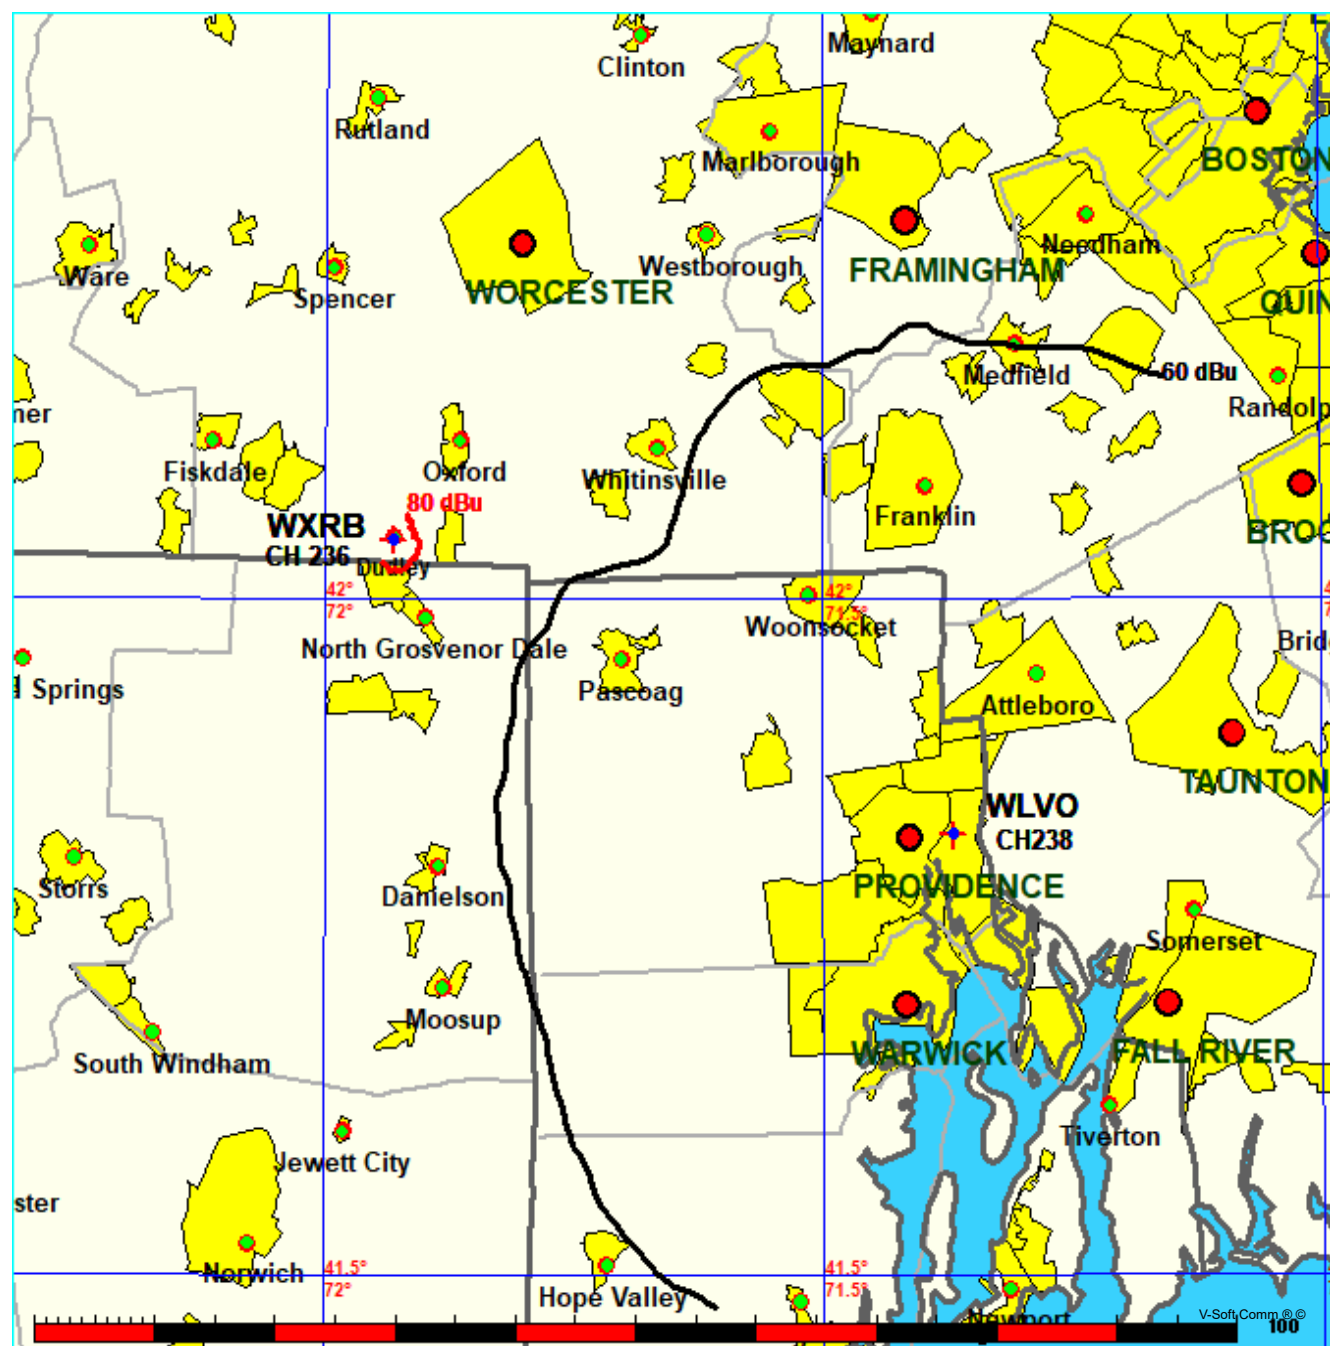 Clinton
Maynard
Rutland
Marlborough
BOSTON
Needham
Ware
Spencer
WORCESTER
Westborough
FRAMINGHAM
QUIN
60 dBu
Medfield
Randolp
ner
Fiskdale
Oxford
Whitinsville
80 dBu
Franklin
WXRB
CH 236
BROC
Dudley
42°
72°
42°
71.5°
Woonsocket
North Grosvenor Dale
Brid
Springs
Pascoag
Attleboro
TAUNTON
WLVO
CH238
Storrs
Danielson
PROVIDENCE
Somerset
Moosup
South Windham
WARWICK
FALL RIVER
Tiverton
Jewett City
ster
Norwich
41.5°
72°
41.5°
71.5°
Hope Valley
Newport
V-Soft Comm ® ©
100